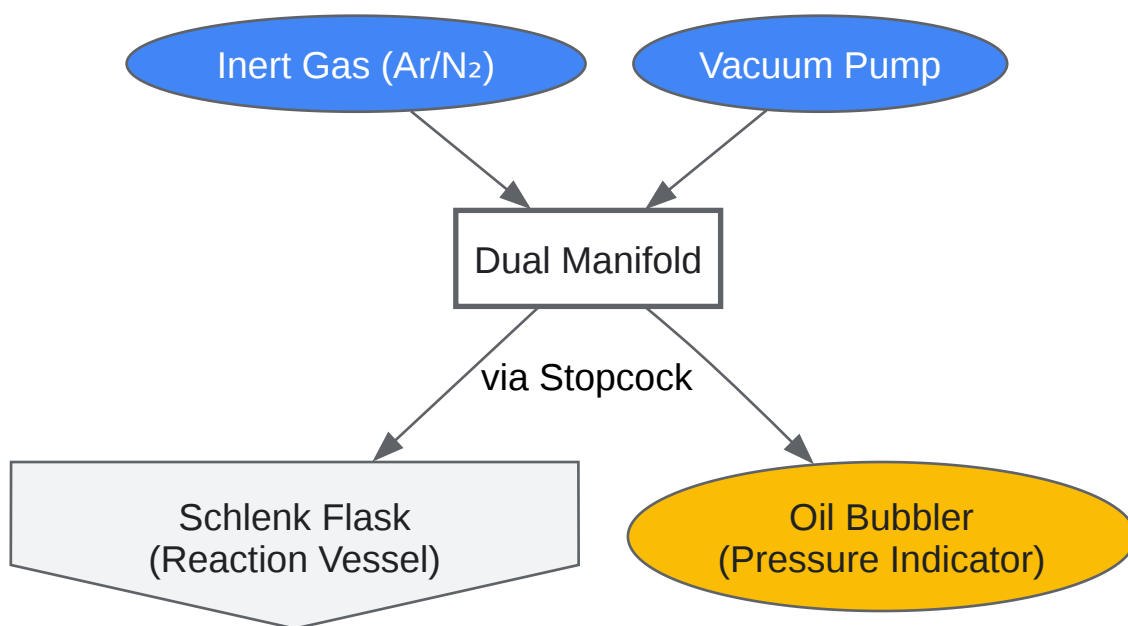 Inert Gas (Ar/N₂)
Vacuum Pump
Dual Manifold
via Stopcock
Schlenk Flask
(Reaction Vessel)
Oil Bubbler
(Pressure Indicator)